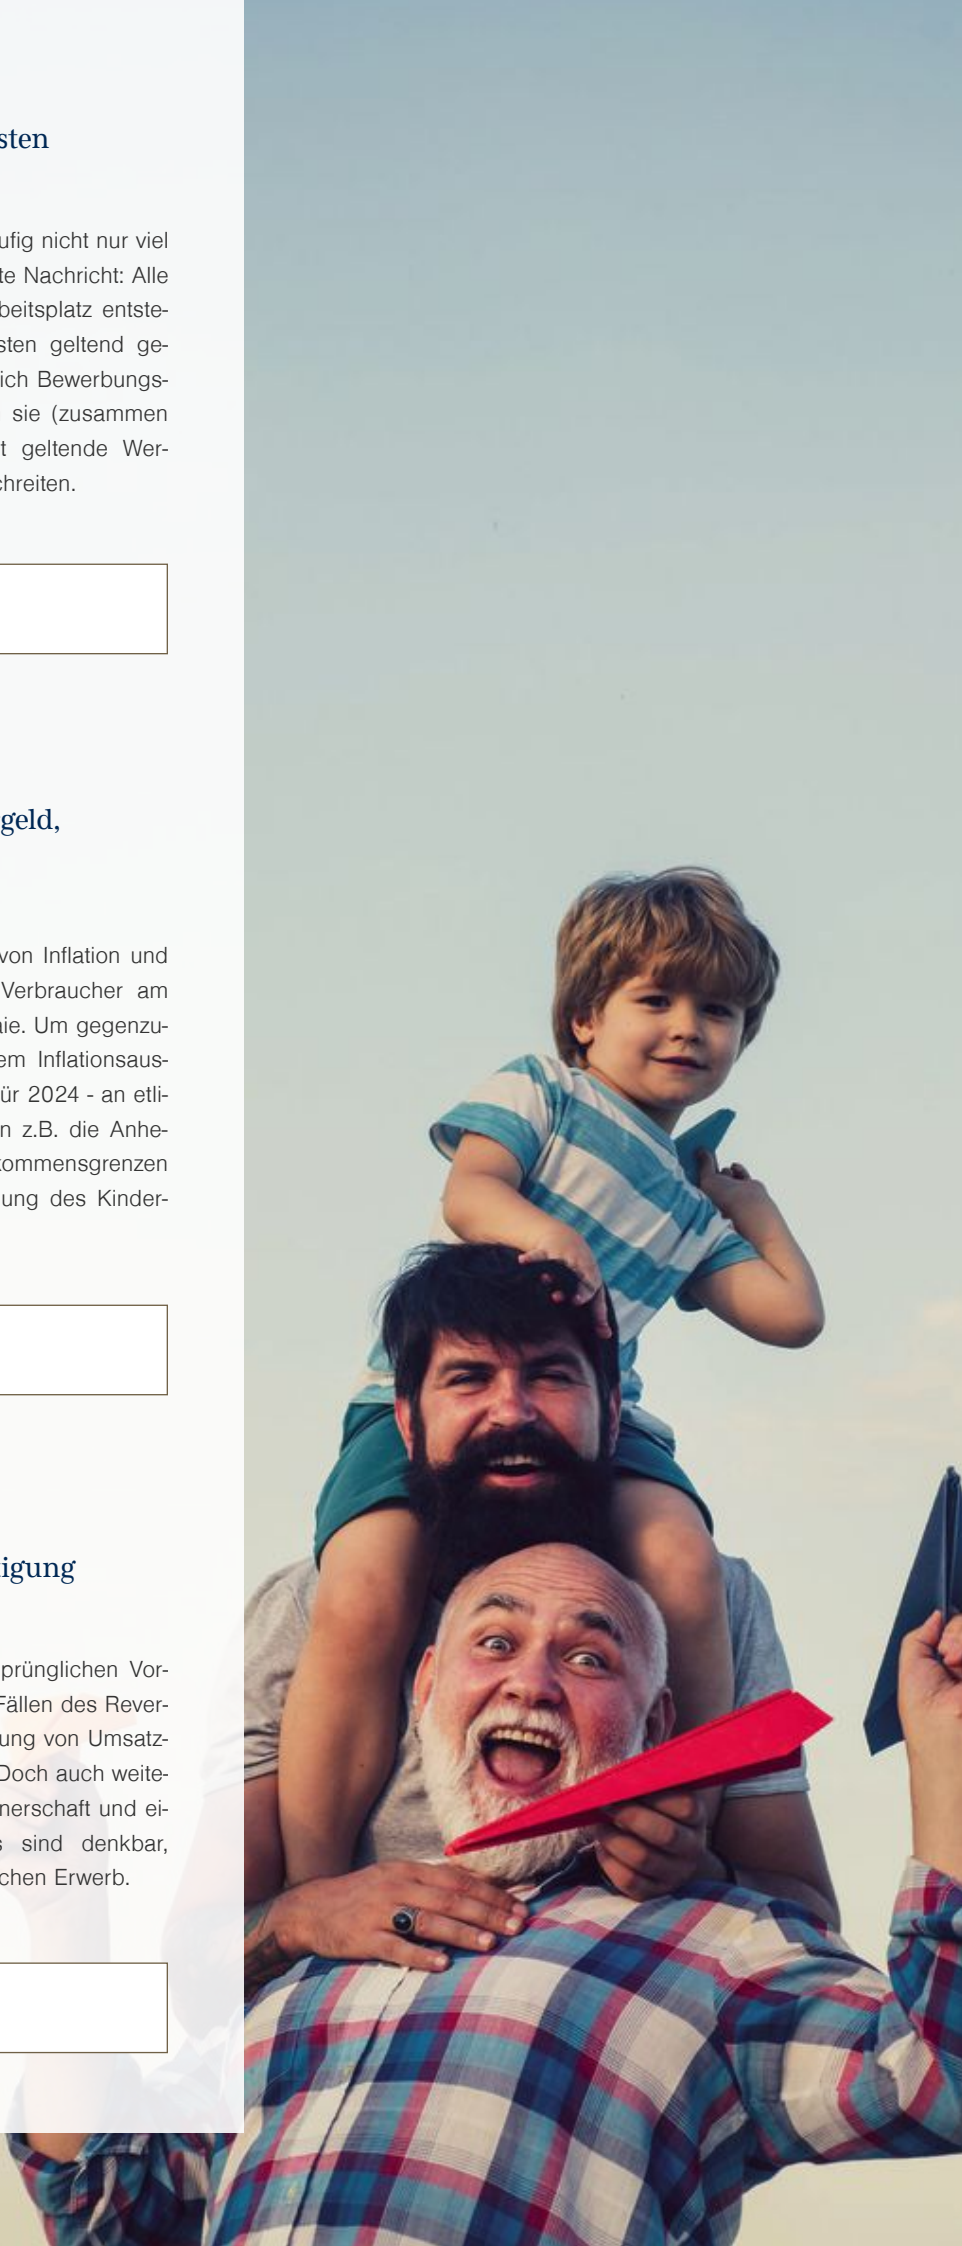 sten
ufig nicht nur viel
te Nachricht: Alle
beitsplatz entste-
sten geltend ge-
ich Bewerbungs-
sie (zusammen
t geltende Wer-
chreiten.
geld,
von Inflation und
Verbraucher am
nie. Um gegenzu-
em Inflationsaus-
ür 2024 - an etli-
n z.B. die Anhe-
kommensgrenzen
ung des Kinder-
tigung
prünglichen Vor-
Fällen des Rever-
ung von Umsatz-
Doch auch weite-
nerschaft und ei-
s sind denkbar,
chen Erwerb.